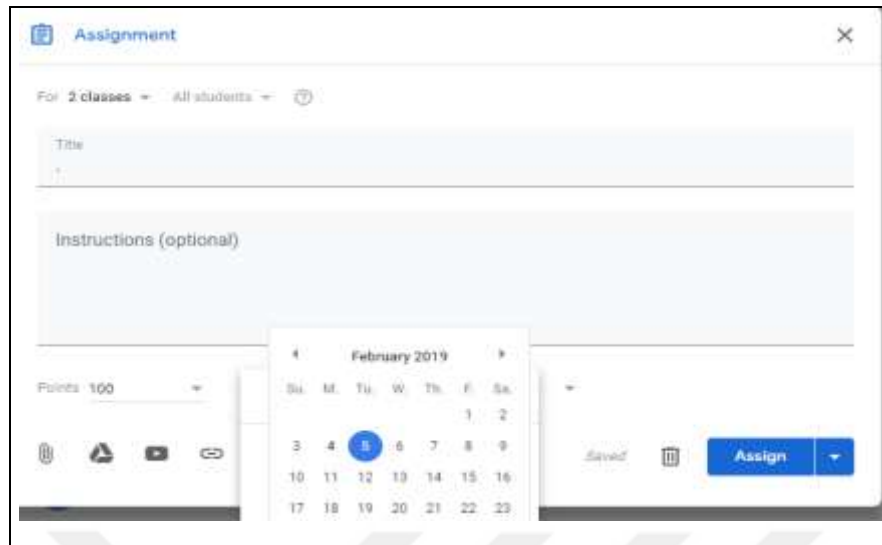 Assignment
For 2 classes All students
Title
Instructions (optional)
February 2019
Points 100
Su. M. Tu. W. Th. F. Sa.
1 2
3 4 5 6 7 8 9
Saved Assign
10 11 12 13 14 15 16
17 18 19 20 21 22 23